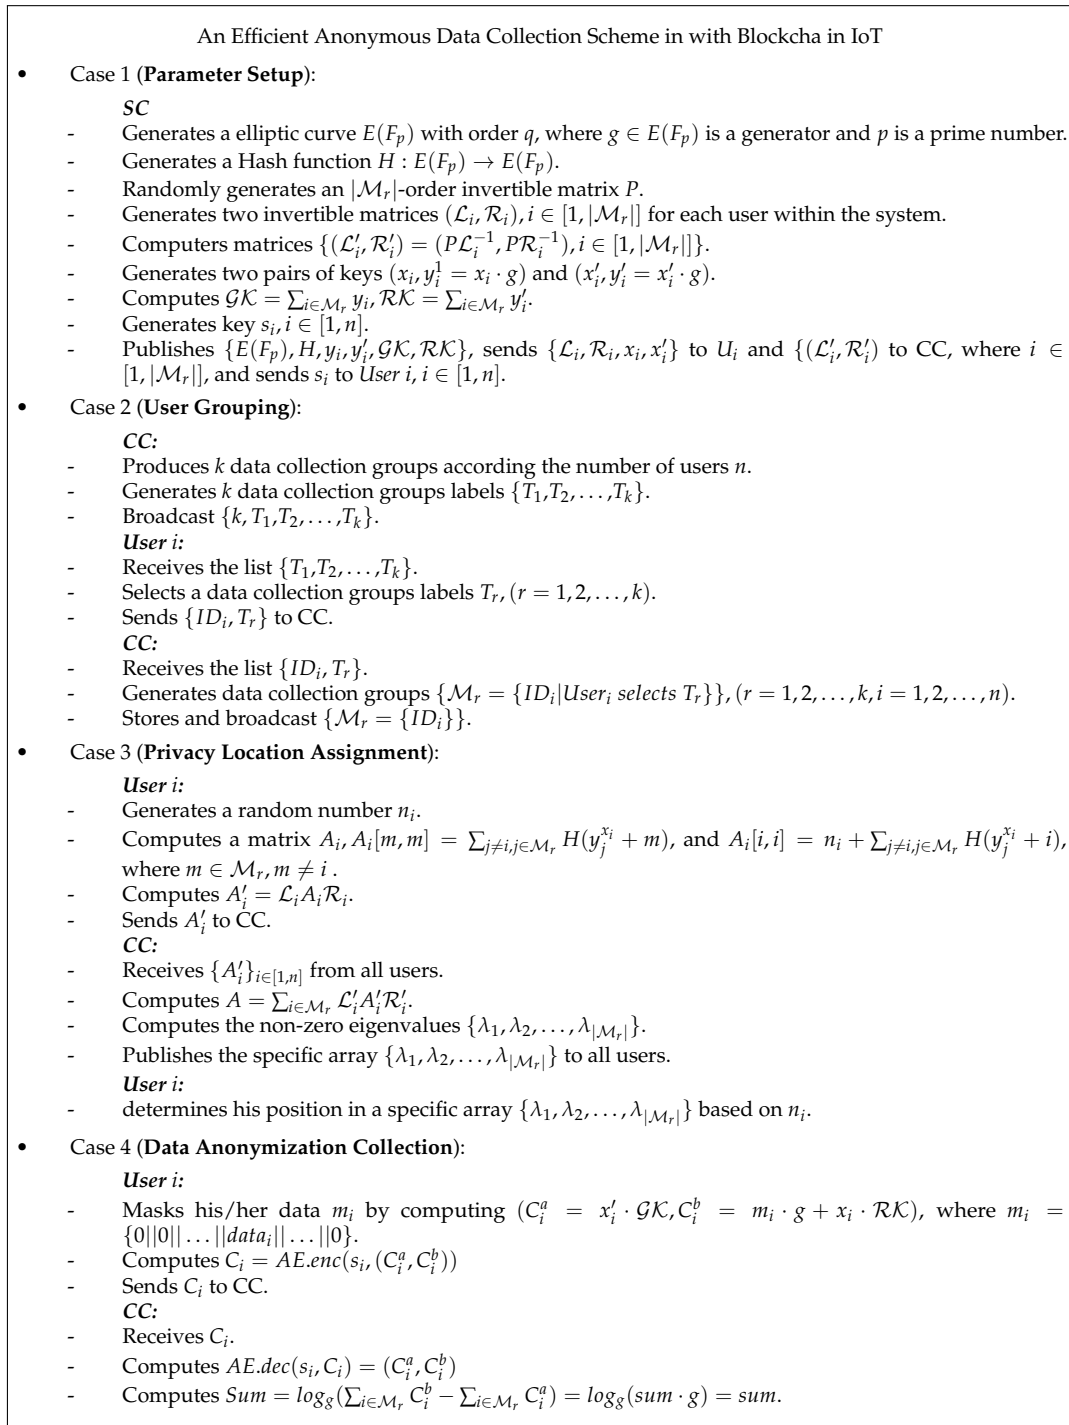 An Efficient Anonymous Data Collection Scheme in with Blockcha in IoT
• Case 1 (Parameter Setup):
SC
- Generates a elliptic curve E(F_p) with order q, where g ∈ E(F_p) is a generator and p is a prime number.
- Generates a Hash function H : E(F_p) → E(F_p).
- Randomly generates an |ℳ_r|-order invertible matrix P.
- Generates two invertible matrices (ℒ_i, ℛ_i), i ∈ [1, |ℳ_r|] for each user within the system.
- Computers matrices {(ℒ′_i, ℛ′_i) = (Pℒ_i^{-1}, Pℛ_i^{-1}), i ∈ [1, |ℳ_r|]}.
- Generates two pairs of keys (x_i, y_i^1 = x_i · g) and (x′_i, y′_i = x′_i · g).
- Computes 𝒢𝒦 = ∑_{i∈ℳ_r} y_i, ℛ𝒦 = ∑_{i∈ℳ_r} y′_i.
- Generates key s_i, i ∈ [1, n].
- Publishes {E(F_p), H, y_i, y′_i, 𝒢𝒦, ℛ𝒦}, sends {ℒ_i, ℛ_i, x_i, x′_i} to U_i and {(ℒ′_i, ℛ′_i) to CC, where i ∈
[1, |ℳ_r|], and sends s_i to User i, i ∈ [1, n].
• Case 2 (User Grouping):
CC:
- Produces k data collection groups according the number of users n.
- Generates k data collection groups labels {T_1,T_2, . . . ,T_k}.
- Broadcast {k, T_1,T_2, . . . ,T_k}.
User i:
- Receives the list {T_1,T_2, . . . ,T_k}.
- Selects a data collection groups labels T_r, (r = 1, 2, . . . , k).
- Sends {ID_i, T_r} to CC.
CC:
- Receives the list {ID_i, T_r}.
- Generates data collection groups {ℳ_r = {ID_i|User_i selects T_r}}, (r = 1, 2, . . . , k, i = 1, 2, . . . , n).
- Stores and broadcast {ℳ_r = {ID_i}}.
• Case 3 (Privacy Location Assignment):
User i:
- Generates a random number n_i.
- Computes a matrix A_i, A_i[m, m] = ∑_{j≠i,j∈ℳ_r} H(y_j^{x_i} + m), and A_i[i, i] = n_i + ∑_{j≠i,j∈ℳ_r} H(y_j^{x_i} + i),
where m ∈ ℳ_r, m ≠ i .
- Computes A′_i = ℒ_i A_i ℛ_i.
- Sends A′_i to CC.
CC:
- Receives {A′_i}_{i∈[1,n]} from all users.
- Computes A = ∑_{i∈ℳ_r} ℒ′_i A′_i ℛ′_i.
- Computes the non-zero eigenvalues {λ_1, λ_2, . . . , λ_{|ℳ_r|}}.
- Publishes the specific array {λ_1, λ_2, . . . , λ_{|ℳ_r|}} to all users.
User i:
- determines his position in a specific array {λ_1, λ_2, . . . , λ_{|ℳ_r|}} based on n_i.
• Case 4 (Data Anonymization Collection):
User i:
- Masks his/her data m_i by computing (C_i^a = x′_i · 𝒢𝒦, C_i^b = m_i · g + x_i · ℛ𝒦), where m_i =
{0||0|| . . . ||data_i|| . . . ||0}.
- Computes C_i = AE.enc(s_i, (C_i^a, C_i^b))
- Sends C_i to CC.
CC:
- Receives C_i.
- Computes AE.dec(s_i, C_i) = (C_i^a, C_i^b)
- Computes Sum = log_g(∑_{i∈ℳ_r} C_i^b − ∑_{i∈ℳ_r} C_i^a) = log_g(sum · g) = sum.